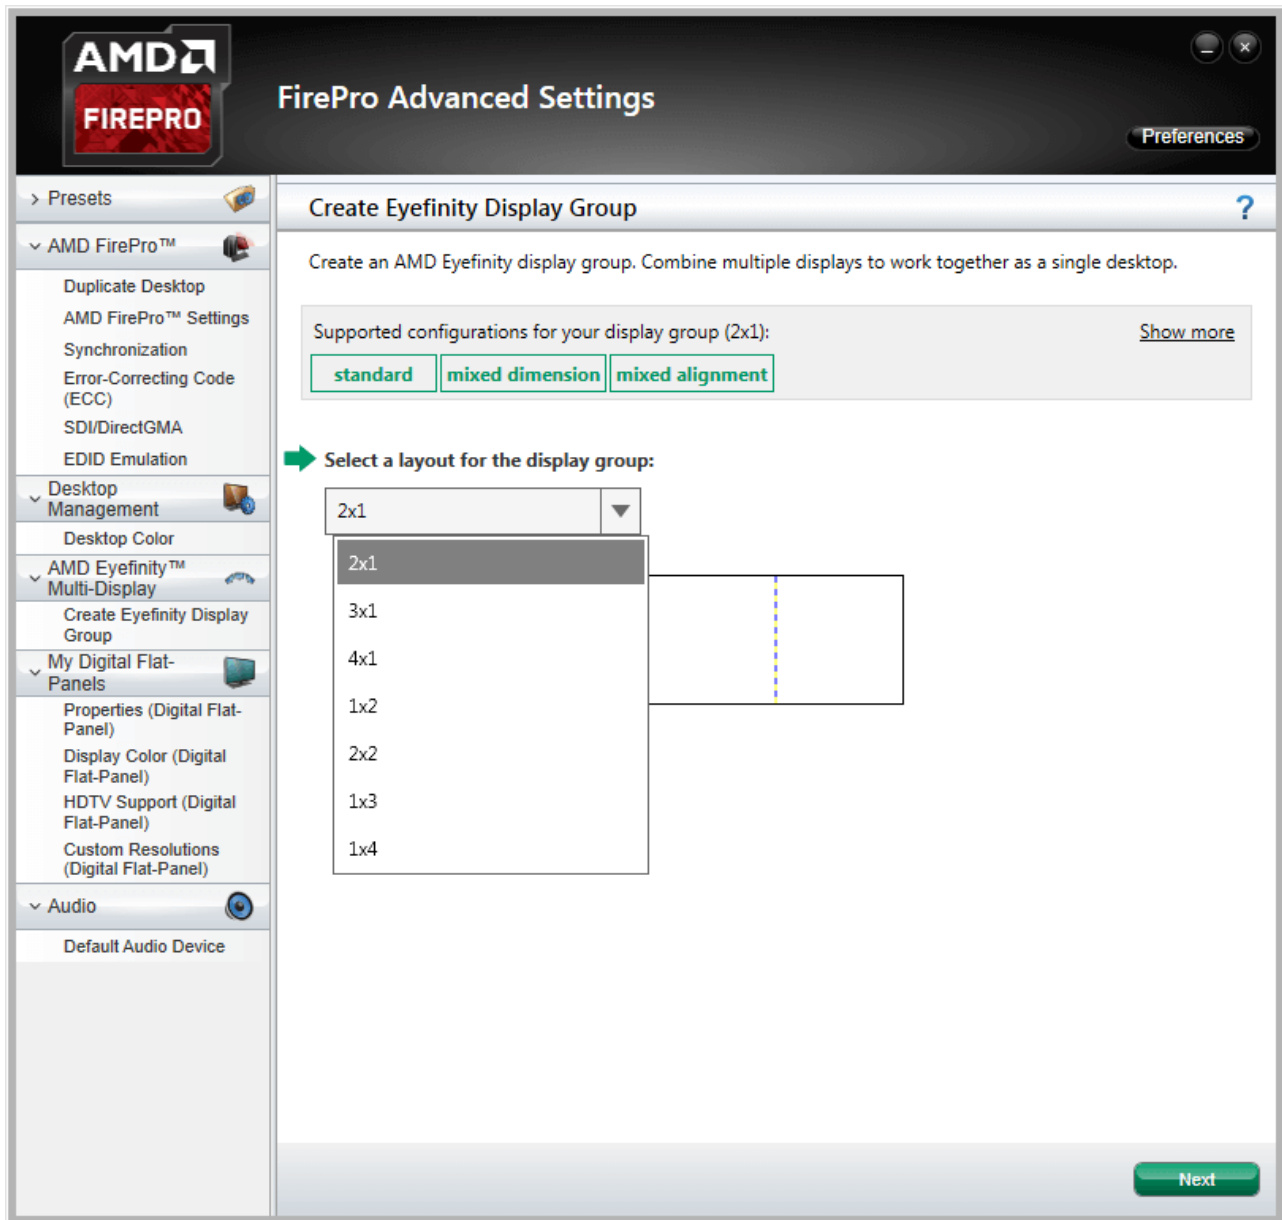 AMD
FIREPRO
FirePro Advanced Settings
Preferences
Presets
AMD FirePro™
Duplicate Desktop
AMD FirePro™ Settings
Synchronization
Error-Correcting Code
(ECC)
SDI/DirectGMA
EDID Emulation
Desktop
Management
Desktop Color
AMD Eyefinity™
Multi-Display
Create Eyefinity Display
Group
My Digital Flat-
Panels
Properties (Digital Flat-
Panel)
Display Color (Digital
Flat-Panel)
HDTV Support (Digital
Flat-Panel)
Custom Resolutions
(Digital Flat-Panel)
Audio
Default Audio Device
Create Eyefinity Display Group
?
Create an AMD Eyefinity display group. Combine multiple displays to work together as a single desktop.
Supported configurations for your display group (2x1):
Show more
standard
mixed dimension
mixed alignment
Select a layout for the display group:
2x1
2x1
3x1
4x1
1x2
2x2
1x3
1x4
Next